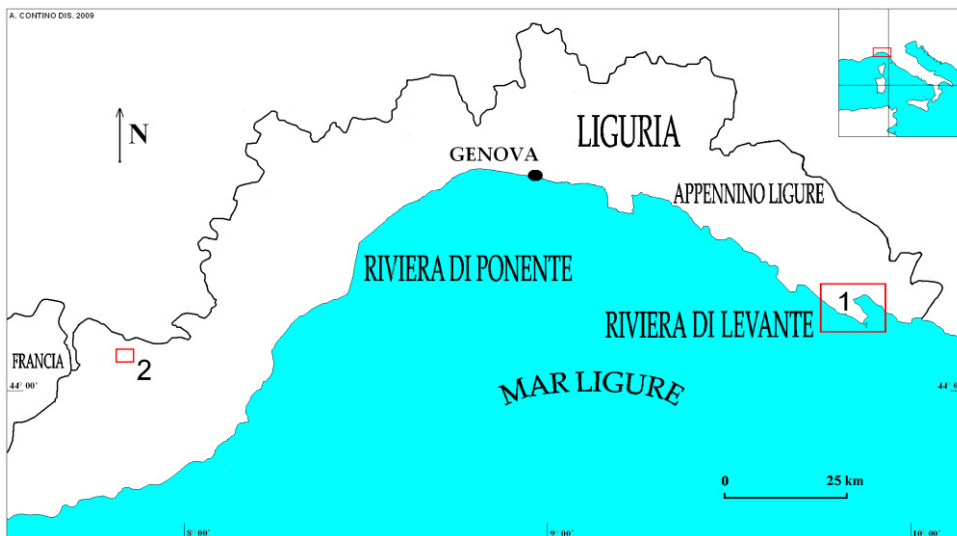 A. CONTINO DIS. 2009
N
LIGURIA
GENOVA
APPENNINO LIGURE
RIVIERA DI PONENTE
1
RIVIERA DI LEVANTE
FRANCIA
2
MAR LIGURE
44° 00'
44°
0 25 km
8° 00'
9° 00'
10° 00'